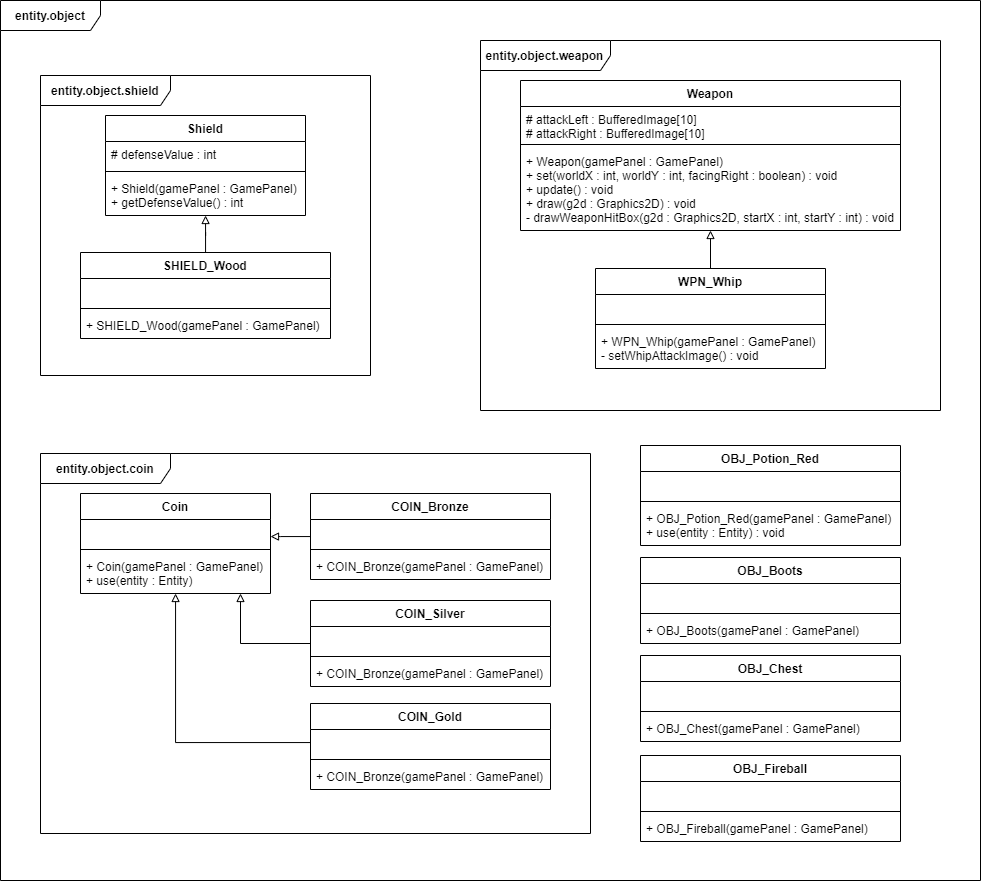 entity.object
entity.object.shield
Shield
# defenseValue : int
+ Shield(gamePanel : GamePanel)
+ getDefenseValue() : int
SHIELD_Wood
+ SHIELD_Wood(gamePanel : GamePanel)
entity.object.weapon
Weapon
# attackLeft : BufferedImage[10]
# attackRight : BufferedImage[10]
+ Weapon(gamePanel : GamePanel)
+ set(worldX : int, worldY : int, facingRight : boolean) : void
+ update() : void
+ draw(g2d : Graphics2D) : void
- drawWeaponHitBox(g2d : Graphics2D, startX : int, startY : int) : void
WPN_Whip
+ WPN_Whip(gamePanel : GamePanel)
- setWhipAttackImage() : void
entity.object.coin
Coin
+ Coin(gamePanel : GamePanel)
+ use(entity : Entity)
COIN_Bronze
+ COIN_Bronze(gamePanel : GamePanel)
COIN_Silver
+ COIN_Bronze(gamePanel : GamePanel)
COIN_Gold
+ COIN_Bronze(gamePanel : GamePanel)
OBJ_Potion_Red
+ OBJ_Potion_Red(gamePanel : GamePanel)
+ use(entity : Entity) : void
OBJ_Boots
+ OBJ_Boots(gamePanel : GamePanel)
OBJ_Chest
+ OBJ_Chest(gamePanel : GamePanel)
OBJ_Fireball
+ OBJ_Fireball(gamePanel : GamePanel)